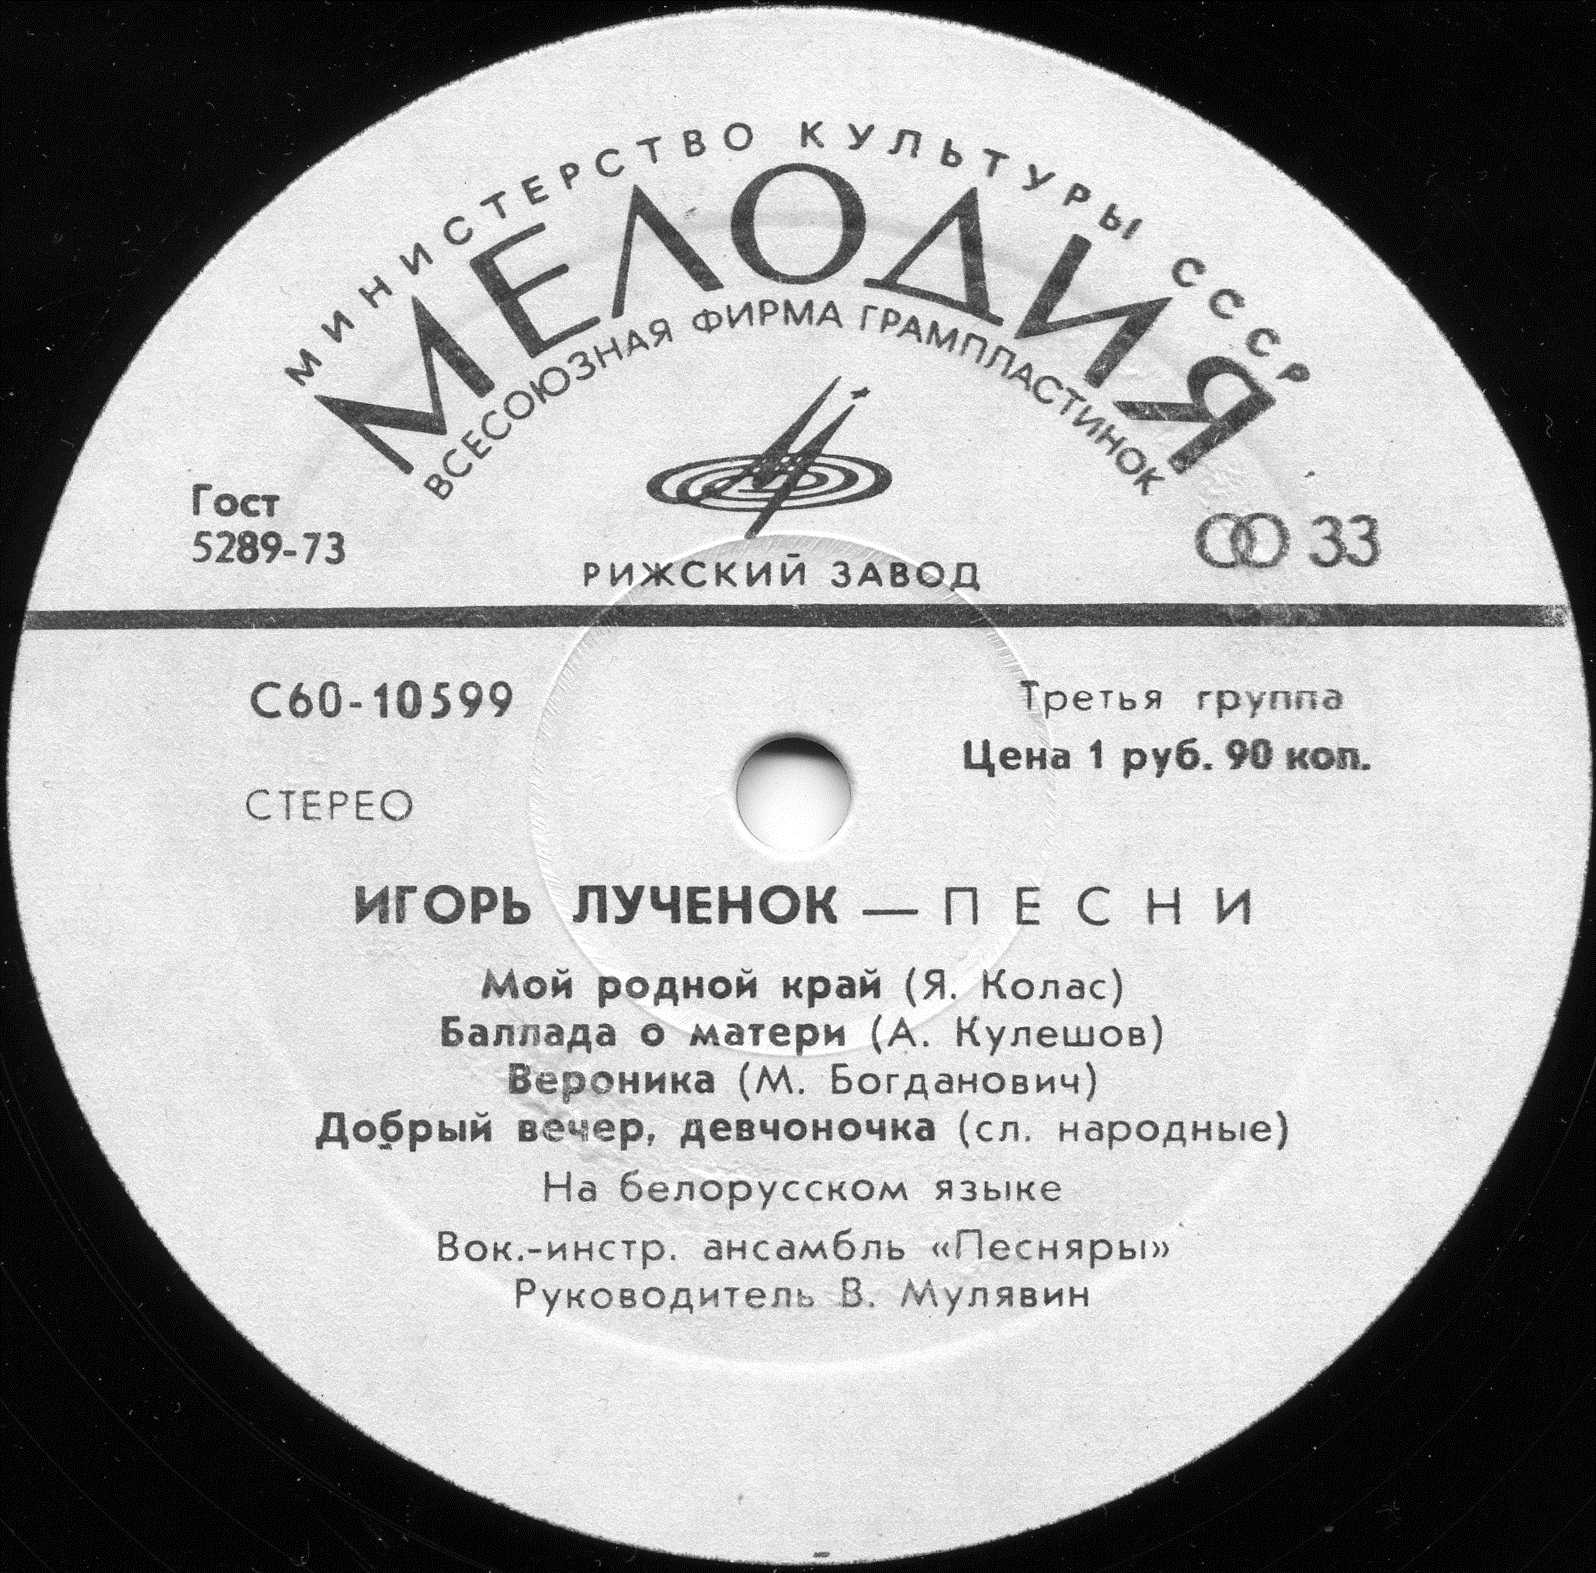 МИНИСТЕРСТВО КУЛЬТУРЫ СССР
МЕЛОДИЯ
ВСЕСОЮЗНАЯ ФИРМА ГРАМПЛАСТИНОК
Гост
5289-73
33
РИЖСКИЙ ЗАВОД
С60-10599
Третья группа
Цена 1 руб. 90 коп.
СТЕРЕО
ИГОРЬ ЛУЧЕНОК — ПЕСНИ
Мой родной край (Я. Колас)
Баллада о матери (А. Кулешов)
Вероника (М. Богданович)
Добрый вечер, девчоночка (сл. народные)
На белорусском языке
Вок.-инстр. ансамбль «Песняры»
Руководитель В. Мулявин